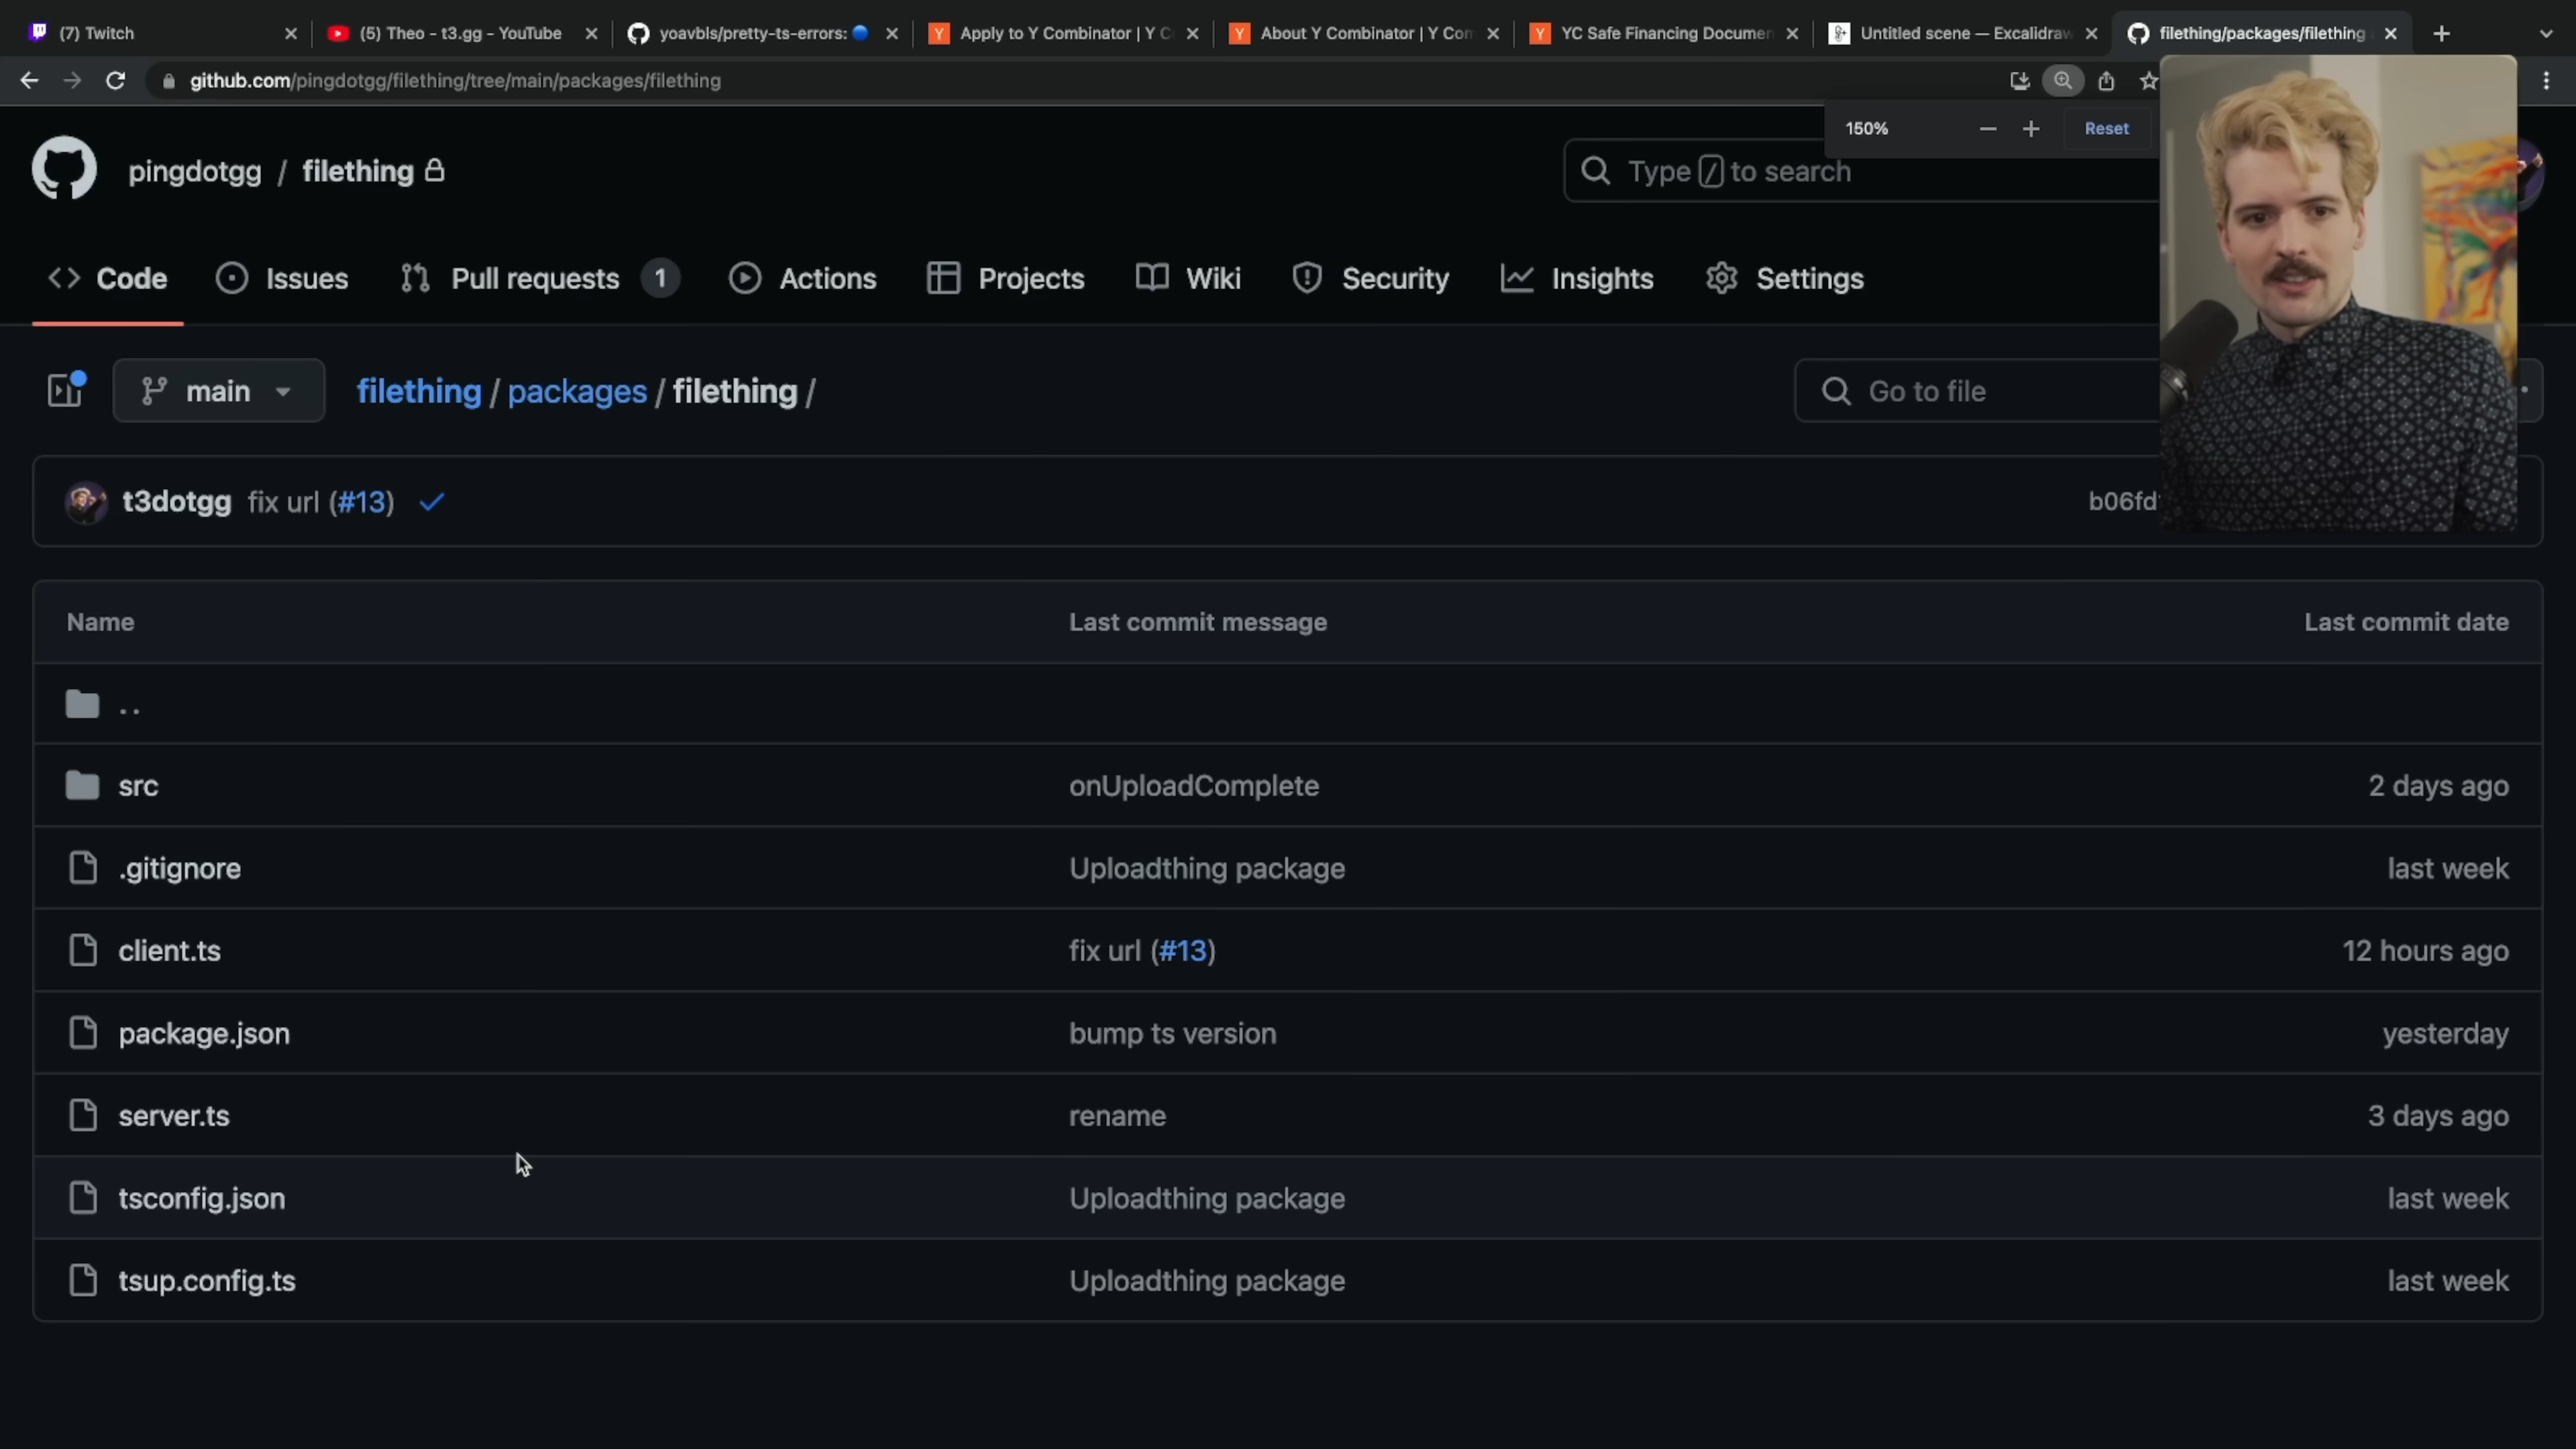 (7) Twitch
(5) Theo - t3.gg - YouTube
yoavbls/pretty-ts-errors:
Apply to Y Combinator | Y C
About Y Combinator | Y Com
YC Safe Financing Documen
Untitled scene — Excalidraw
filething/packages/filething
github.com/pingdotgg/filething/tree/main/packages/filething
150%
Reset
pingdotgg / filething
Type / to search
Code
Issues
Pull requests 1
Actions
Projects
Wiki
Security
Insights
Settings
main
filething / packages / filething /
Go to file
t3dotgg fix url (#13)
b06fd
Name Last commit message Last commit date
..
src onUploadComplete 2 days ago
.gitignore Uploadthing package last week
client.ts fix url (#13) 12 hours ago
package.json bump ts version yesterday
server.ts rename 3 days ago
tsconfig.json Uploadthing package last week
tsup.config.ts Uploadthing package last week